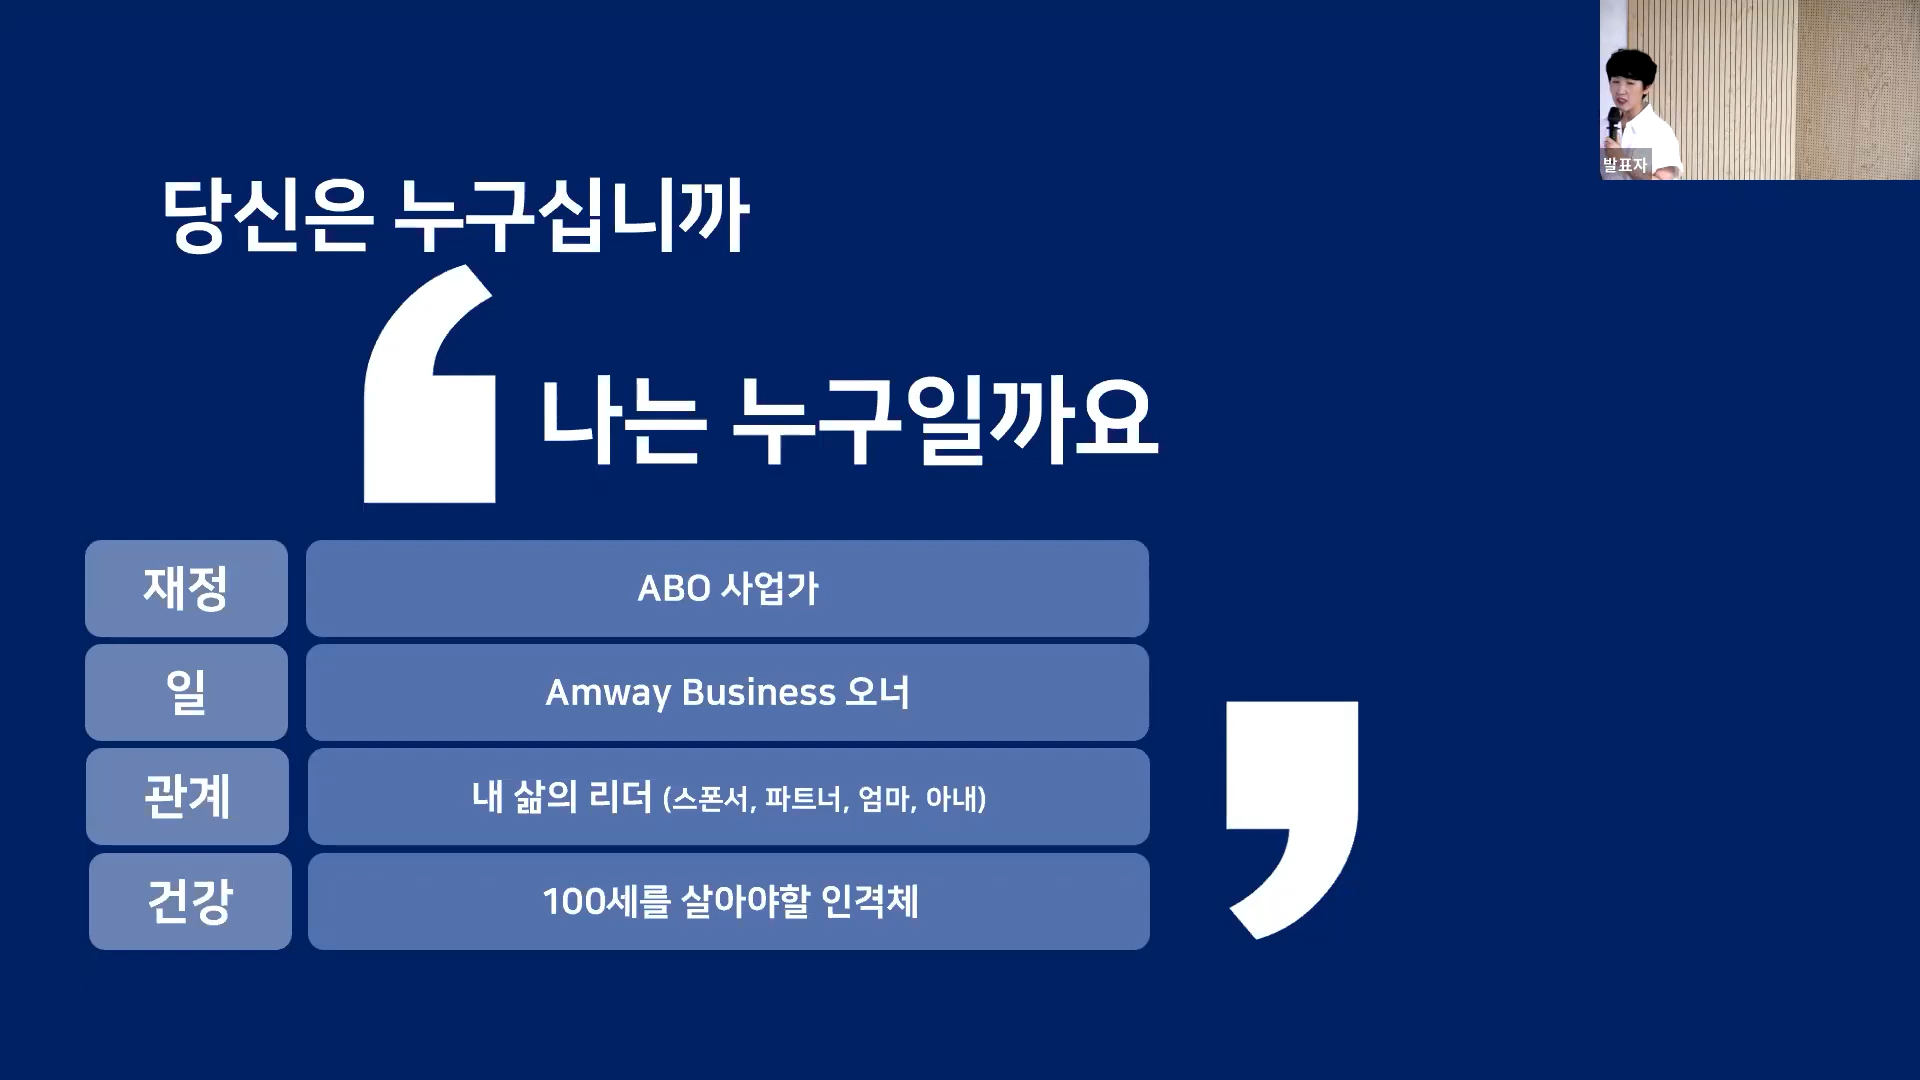 당신은 누구십니까
나는 누구일까요
재정
ABO 사업가
일
Amway Business 오너
관계
내 삶의 리더 (스폰서, 파트너, 엄마, 아내)
건강
100세를 살아야할 인격체
발표자